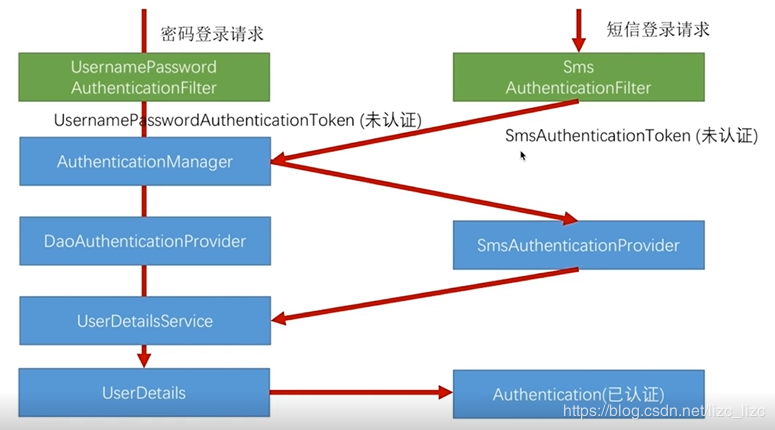 密码登录请求
短信登录请求
UsernamePassword
AuthenticationFilter
Sms
AuthenticationFilter
UsernamePasswordAuthenticationToken (未认证)
SmsAuthenticationToken (未认证)
AuthenticationManager
DaoAuthenticationProvider
SmsAuthenticationProvider
UserDetailsService
UserDetails
Authentication(已认证)
https://blog.csdn.net/lizc_lizc